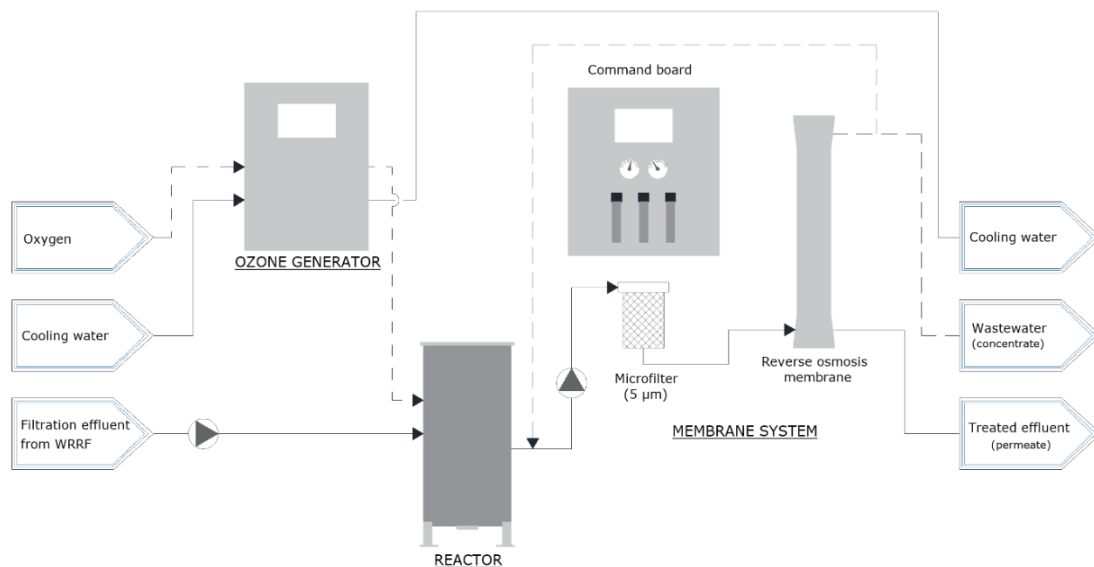 Command board
Oxygen
OZONE GENERATOR
Cooling water
Cooling water
Wastewater
(concentrate)
Reverse osmosis
membrane
Microfilter
(5 µm)
Filtration effluent
from WRRF
MEMBRANE SYSTEM
Treated effluent
(permeate)
REACTOR